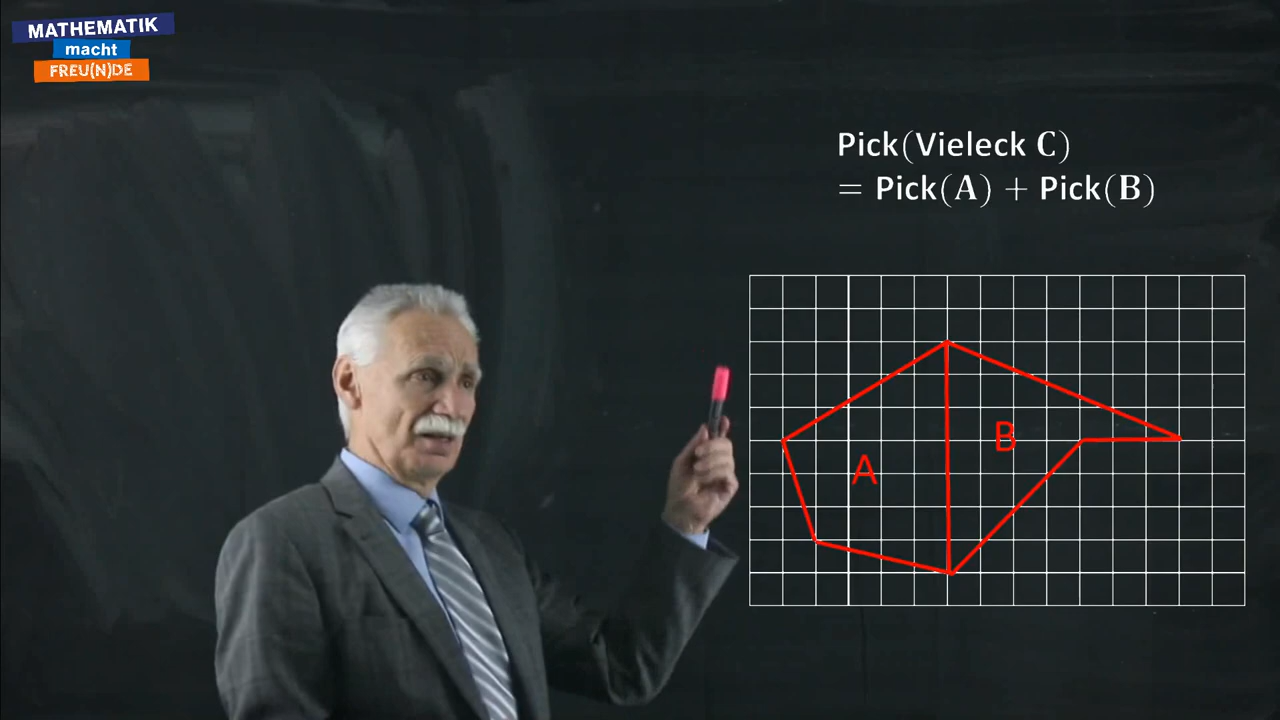 MATHEMATIK
macht
FREU(N)DE
Pick(Vieleck C)
= Pick(A) + Pick(B)
A
B